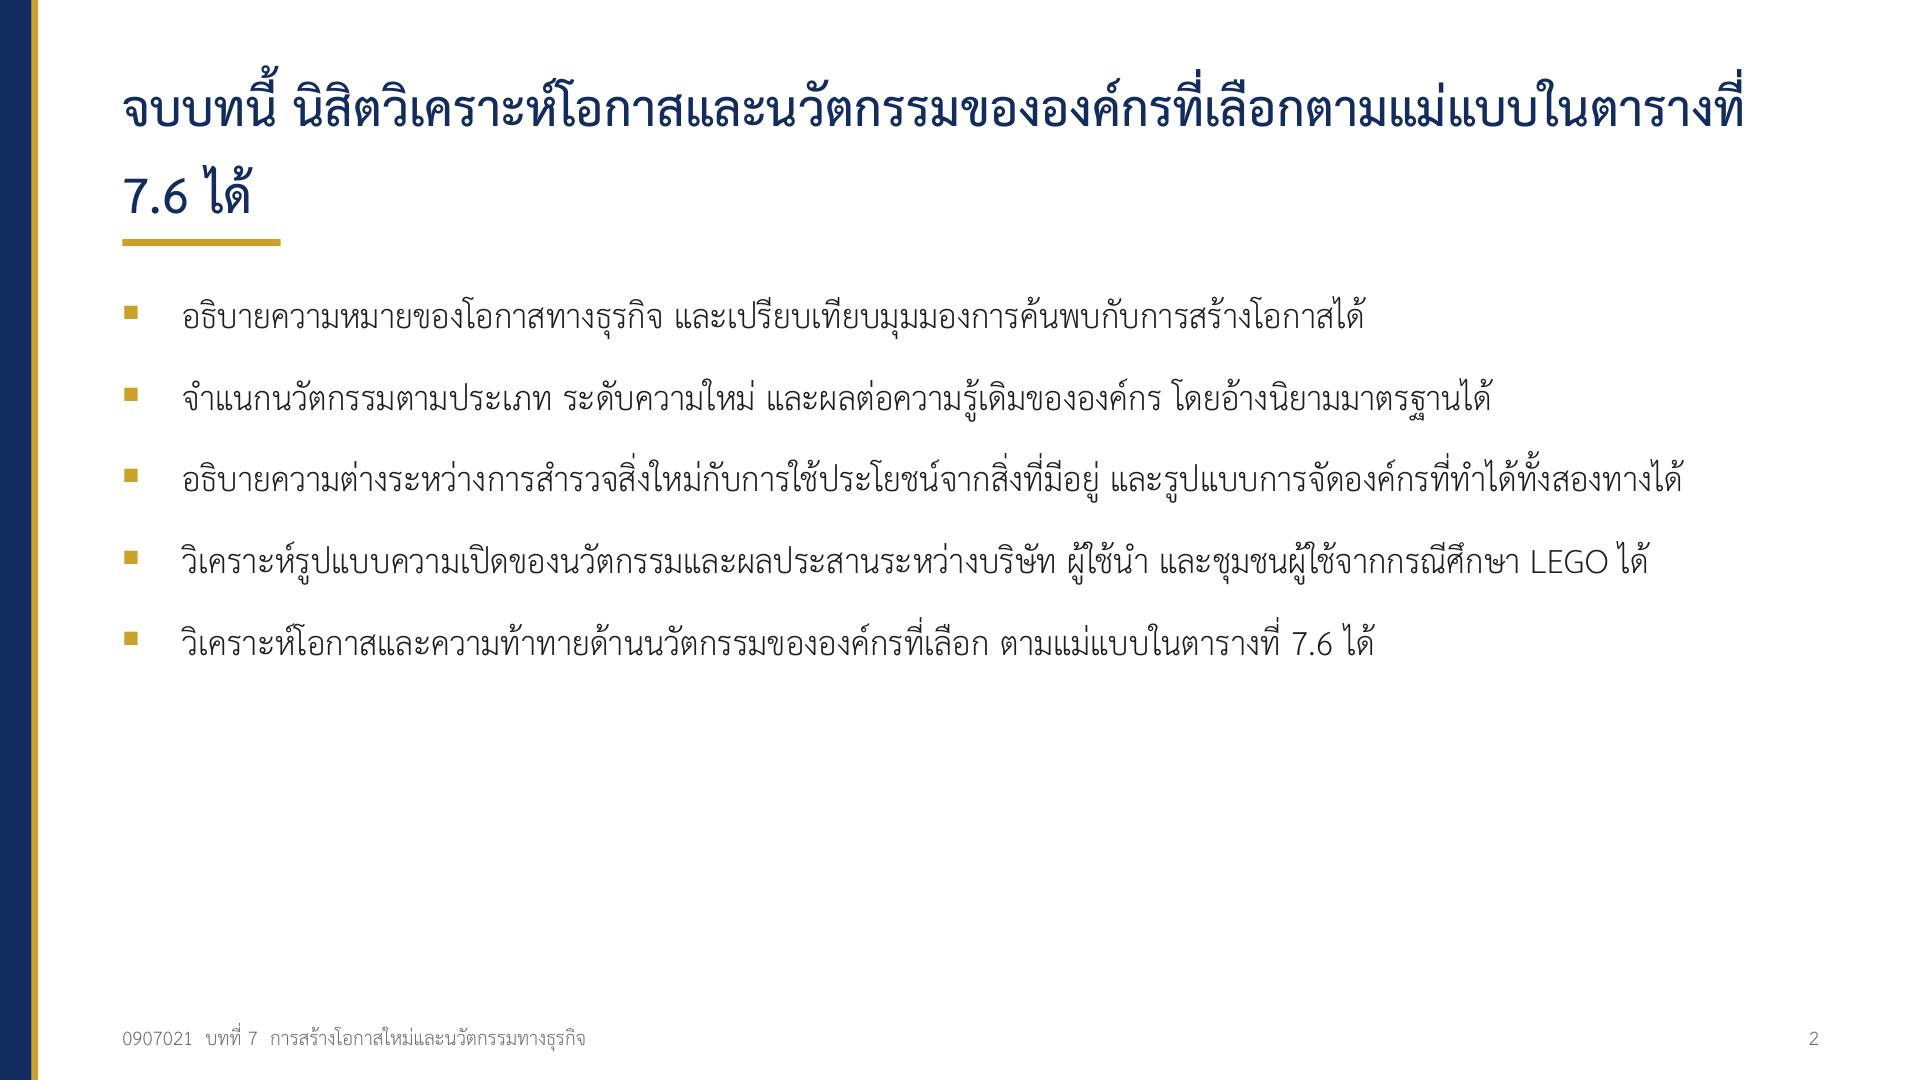 จบบทนี้ นิสิตวิเคราะห์โอกาสและนวัตกรรมขององค์กรที่เลือกตามแม่แบบในตารางที่
7.6 ได้
อธิบายความหมายของโอกาสทางธุรกิจ และเปรียบเทียบมุมมองการค้นพบกับการสร้างโอกาสได้
จำแนกนวัตกรรมตามประเภท ระดับความใหม่ และผลต่อความรู้เดิมขององค์กร โดยอ้างนิยามมาตรฐานได้
อธิบายความต่างระหว่างการสำรวจสิ่งใหม่กับการใช้ประโยชน์จากสิ่งที่มีอยู่ และรูปแบบการจัดองค์กรที่ทำได้ทั้งสองทางได้
วิเคราะห์รูปแบบความเปิดของนวัตกรรมและผลประสานระหว่างบริษัท ผู้ใช้นำ และชุมชนผู้ใช้จากกรณีศึกษา LEGO ได้
วิเคราะห์โอกาสและความท้าทายด้านนวัตกรรมขององค์กรที่เลือก ตามแม่แบบในตารางที่ 7.6 ได้
0907021 บทที่ 7 การสร้างโอกาสใหม่และนวัตกรรมทางธุรกิจ
2